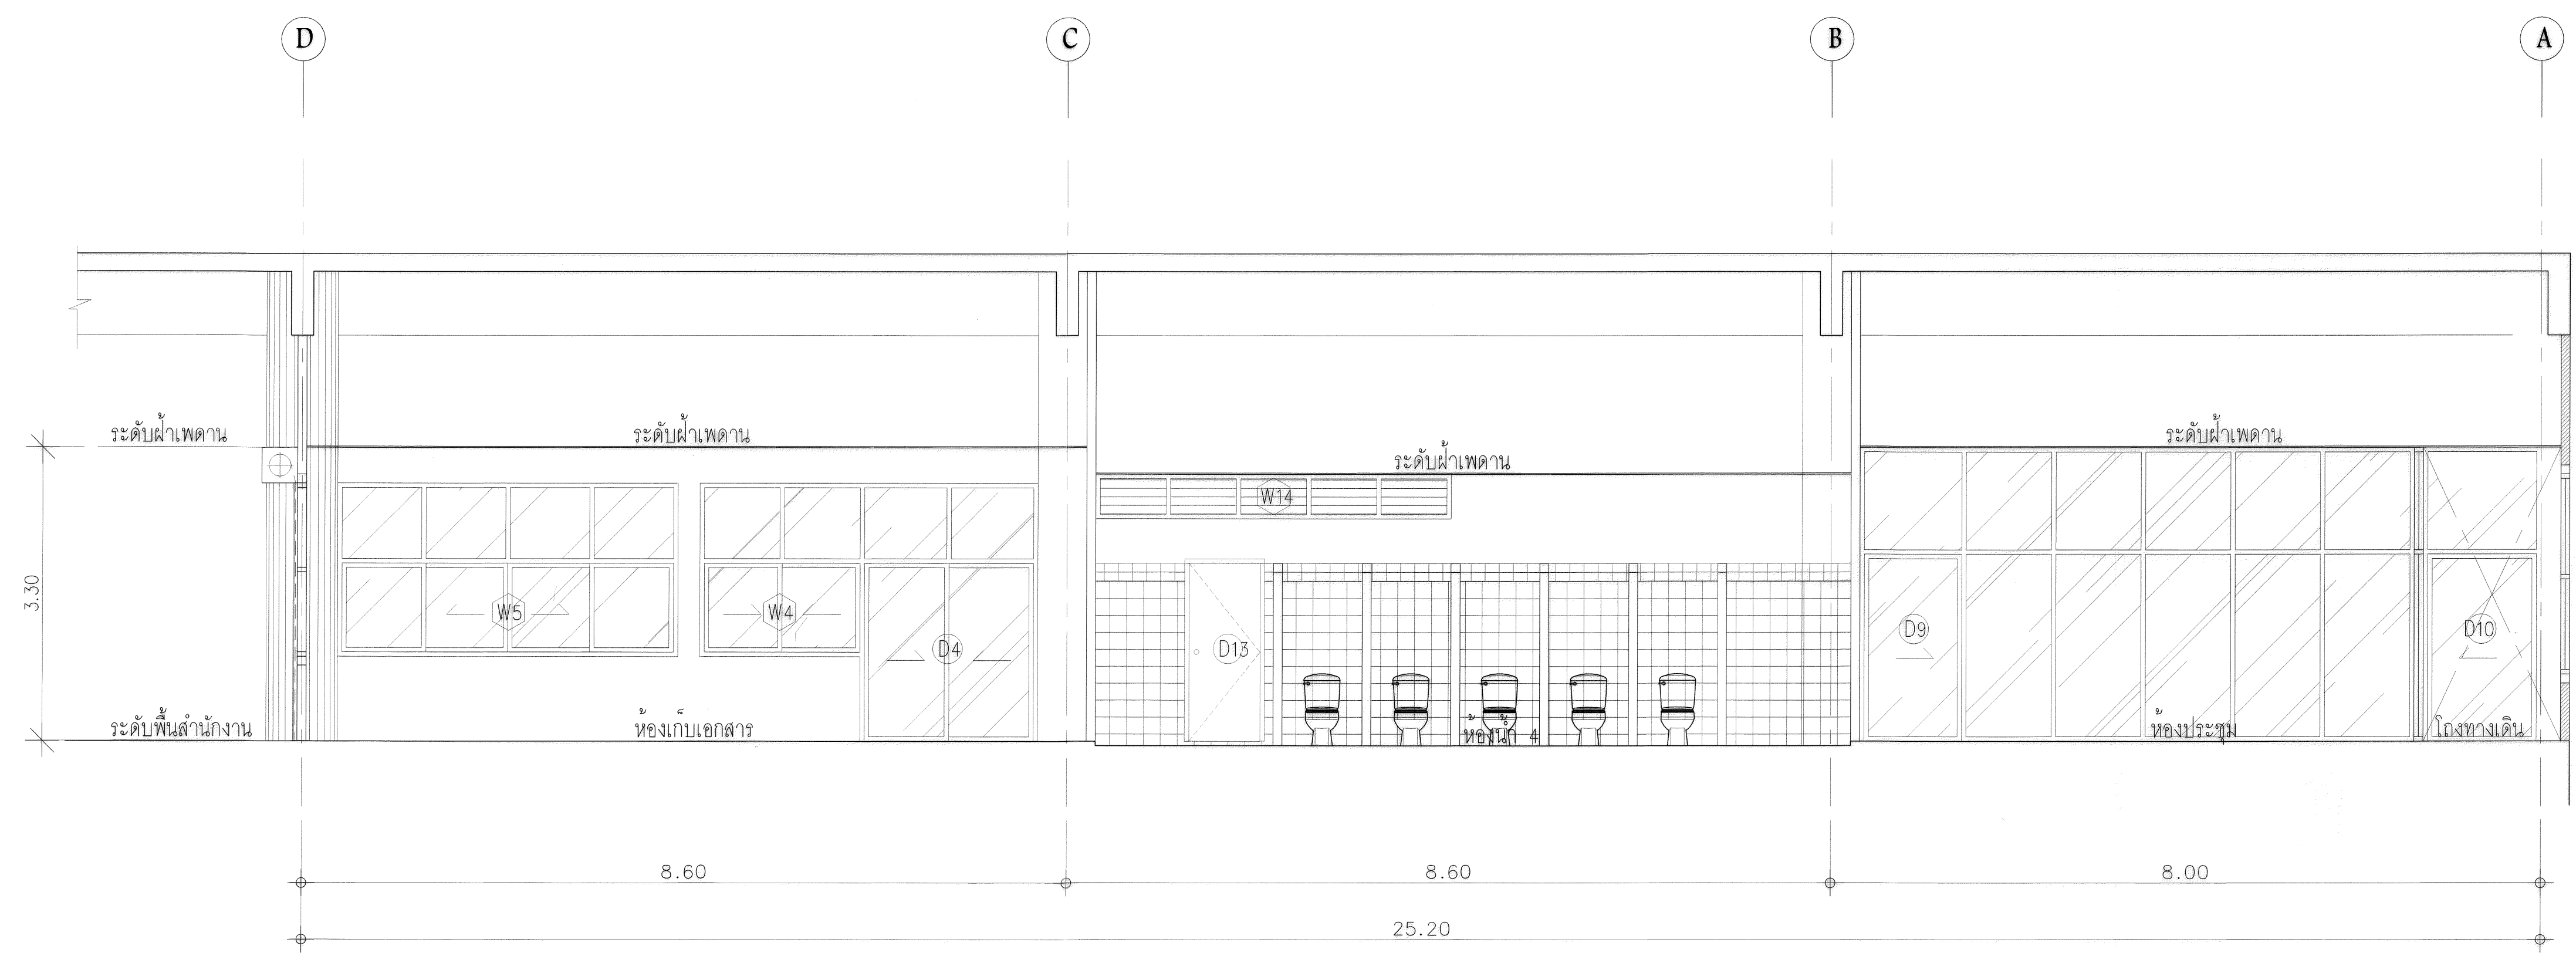 D
C
B
A
ระดับฝ้าเพดาน
ระดับฝ้าเพดาน
ระดับฝ้าเพดาน
ระดับฝ้าเพดาน
W14
3.30
W5
W4
D4
D13
D9
D10
ระดับพื้นสำนักงาน
ห้องเก็บเอกสาร
ห้องน้ำ 4
ห้องประชุม
โถงทางเดิน
8.60
8.60
8.00
25.20